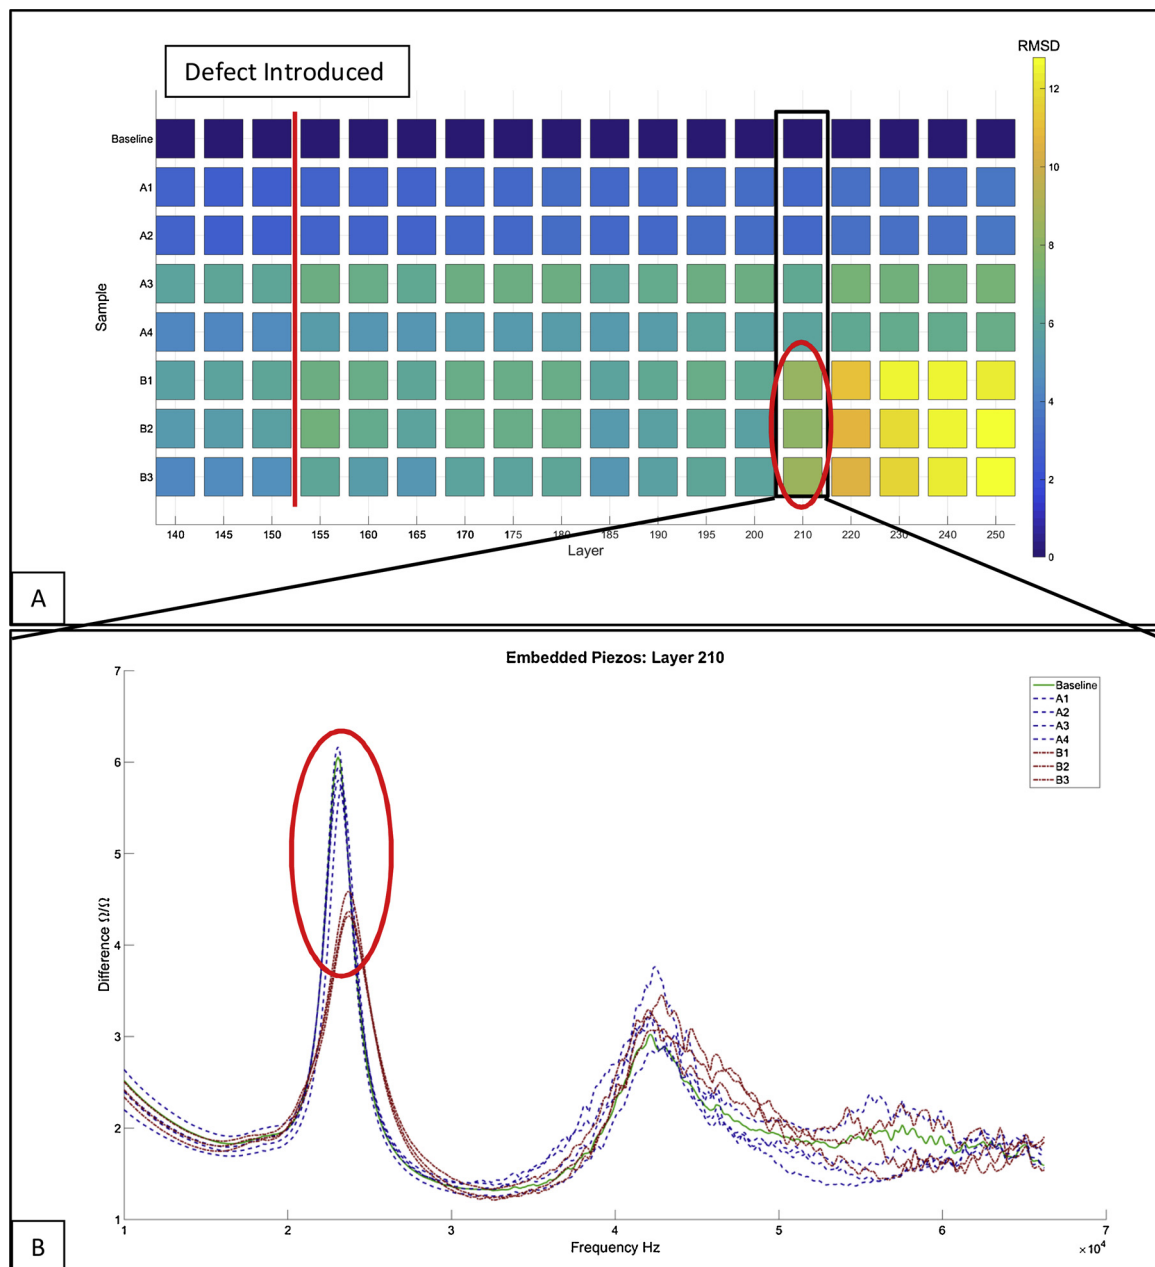 Defect Introduced
RMSD
12
10
8
6
4
2
0
Sample
Baseline
A1
A2
A3
A4
B1
B2
B3
140 145 150 155 160 165 170 175 180 185 190 195 200 210 220 230 240 250
Layer
A
Embedded Piezos: Layer 210
Baseline
A1
A2
A3
A4
B1
B2
B3
Difference Ω/Ω
7
6
5
4
3
2
1
1 2 3 4 5 6 7
Frequency Hz
×10⁴
B